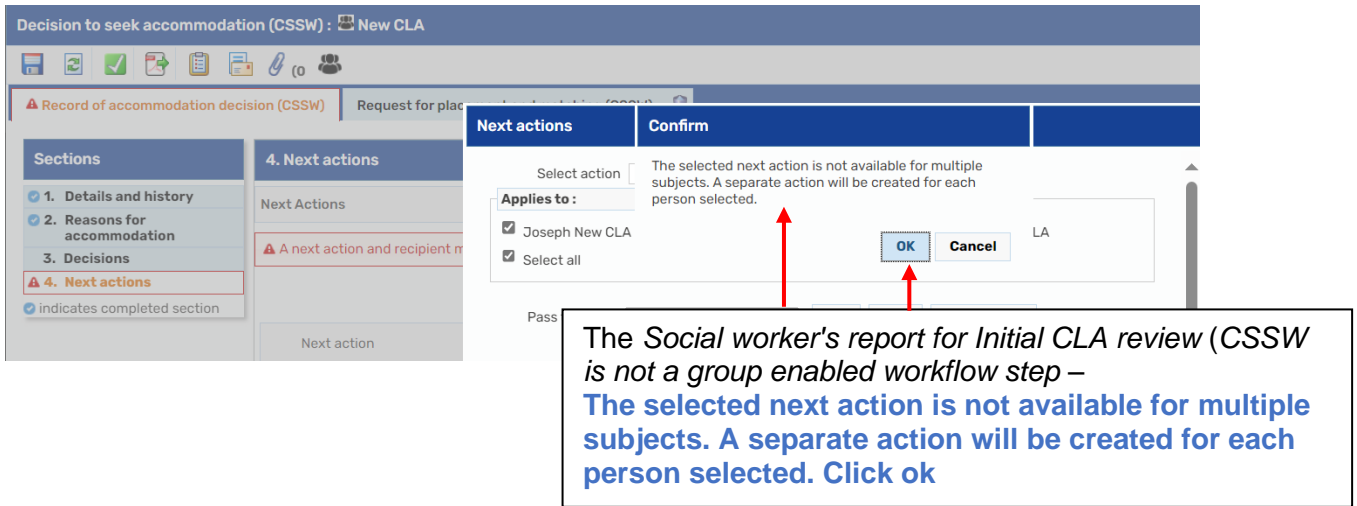 Decision to seek accommodation (CSSW) : New CLA
(0
Record of accommodation decision (CSSW)
Request for
Sections
1. Details and history
2. Reasons for
accommodation
3. Decisions
4. Next actions
indicates completed section
4. Next actions
Next Actions
A next action and recipient
Next action
Next actions
Confirm
Select action
The selected next action is not available for multiple
subjects. A separate action will be created for each
person selected.
Applies to :
Joseph New CLA
LA
Select all
OK
Cancel
Pass
The Social worker's report for Initial CLA review (CSSW
is not a group enabled workflow step –
The selected next action is not available for multiple
subjects. A separate action will be created for each
person selected. Click ok